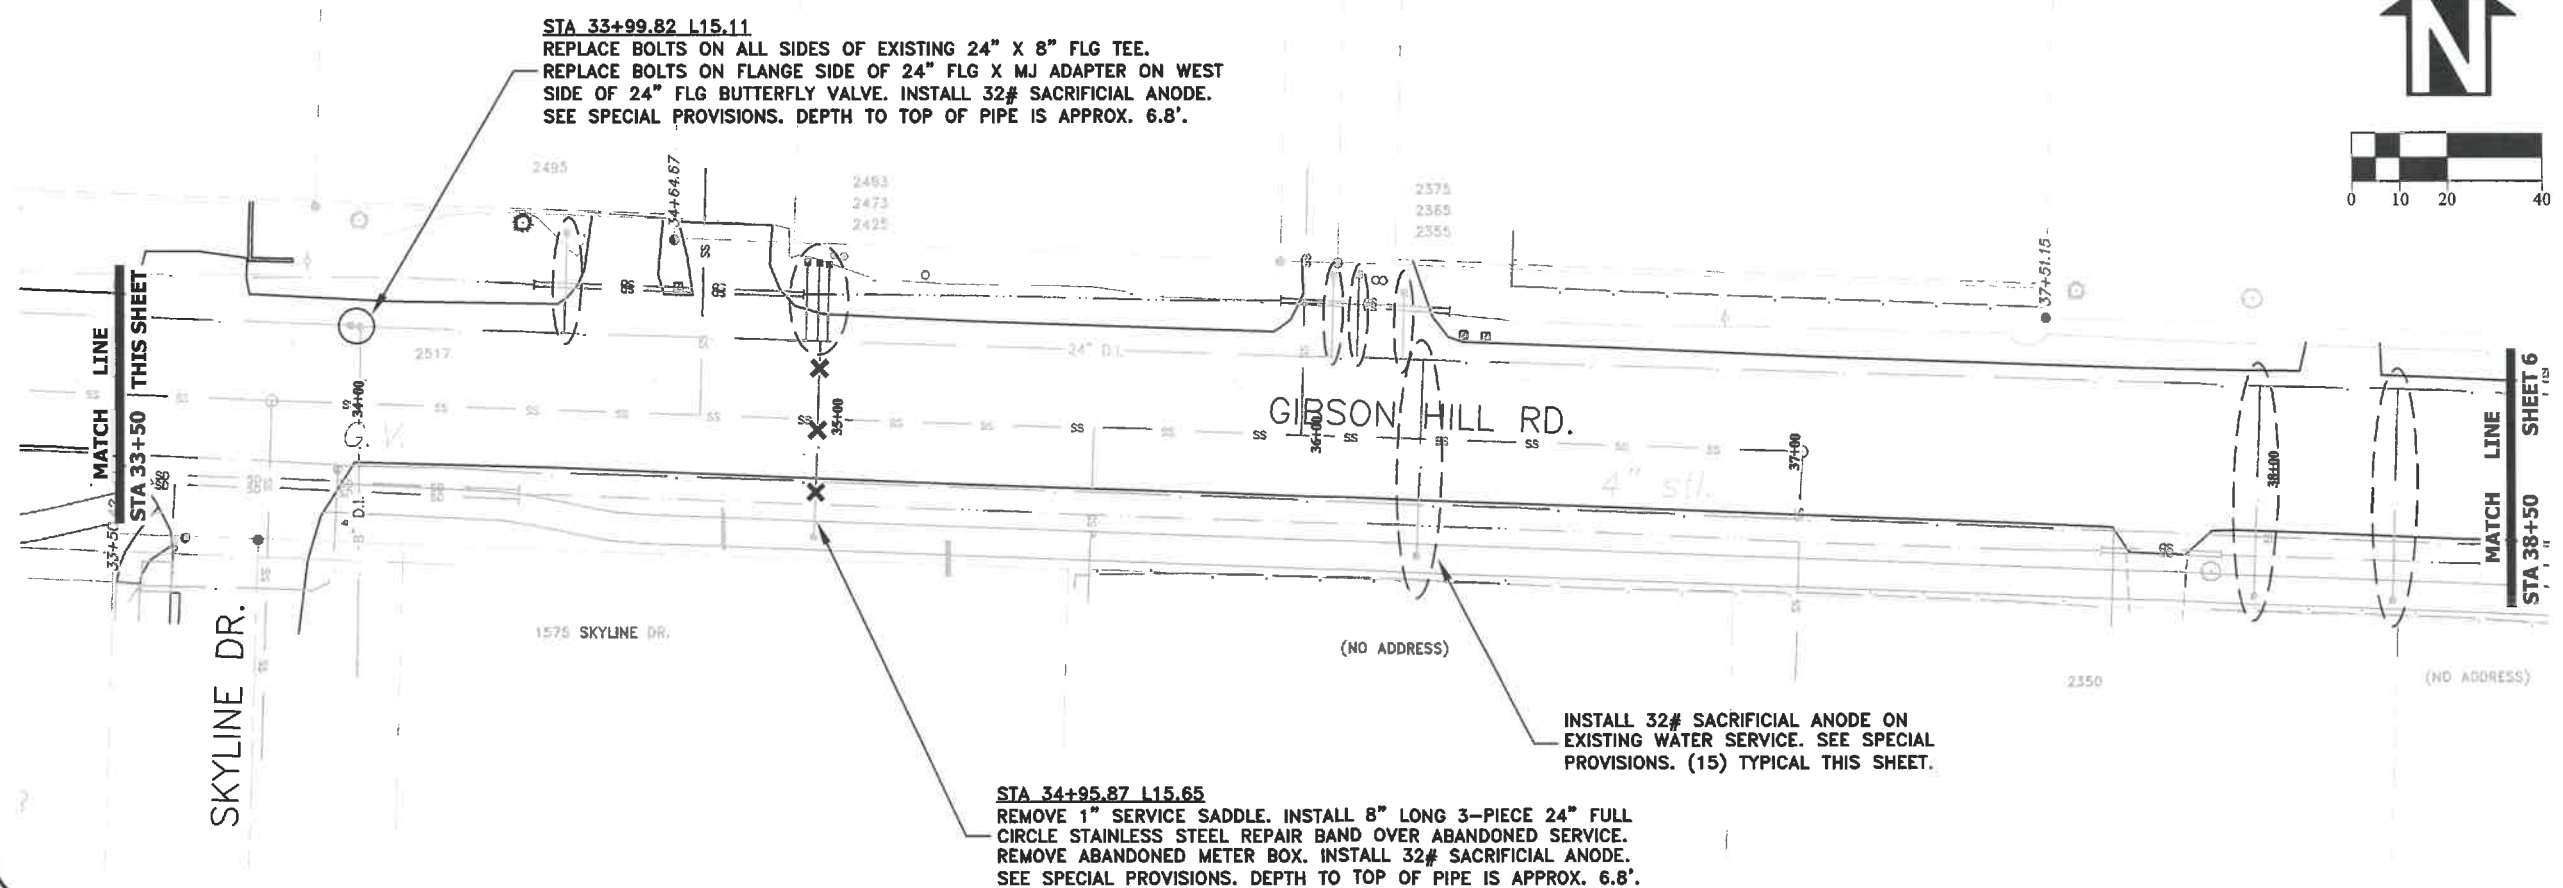 STA 33+99.82 L15.11
REPLACE BOLTS ON ALL SIDES OF EXISTING 24" X 8" FLG TEE.
REPLACE BOLTS ON FLANGE SIDE OF 24" FLG X MJ ADAPTER ON WEST
SIDE OF 24" FLG BUTTERFLY VALVE. INSTALL 32# SACRIFICIAL ANODE.
SEE SPECIAL PROVISIONS. DEPTH TO TOP OF PIPE IS APPROX. 6.8'.
N
0 10 20 40
2495
34+64.67
2483
2473
2425
2375
2365
2355
37+51.15
MATCH LINE
STA 33+50 THIS SHEET
2517
24" D.I.
GIBSON HILL RD.
34+00
35+00
36+00
37+00
38+00
G. V.
8" D.I.
4" stl.
SS
MATCH LINE
STA 38+50 SHEET 6
SKYLINE DR.
1575 SKYLINE DR.
(NO ADDRESS)
2350
(NO ADDRESS)
INSTALL 32# SACRIFICIAL ANODE ON
EXISTING WATER SERVICE. SEE SPECIAL
PROVISIONS. (15) TYPICAL THIS SHEET.
?
STA 34+95.87 L15.65
REMOVE 1" SERVICE SADDLE. INSTALL 8" LONG 3-PIECE 24" FULL
CIRCLE STAINLESS STEEL REPAIR BAND OVER ABANDONED SERVICE.
REMOVE ABANDONED METER BOX. INSTALL 32# SACRIFICIAL ANODE.
SEE SPECIAL PROVISIONS. DEPTH TO TOP OF PIPE IS APPROX. 6.8'.